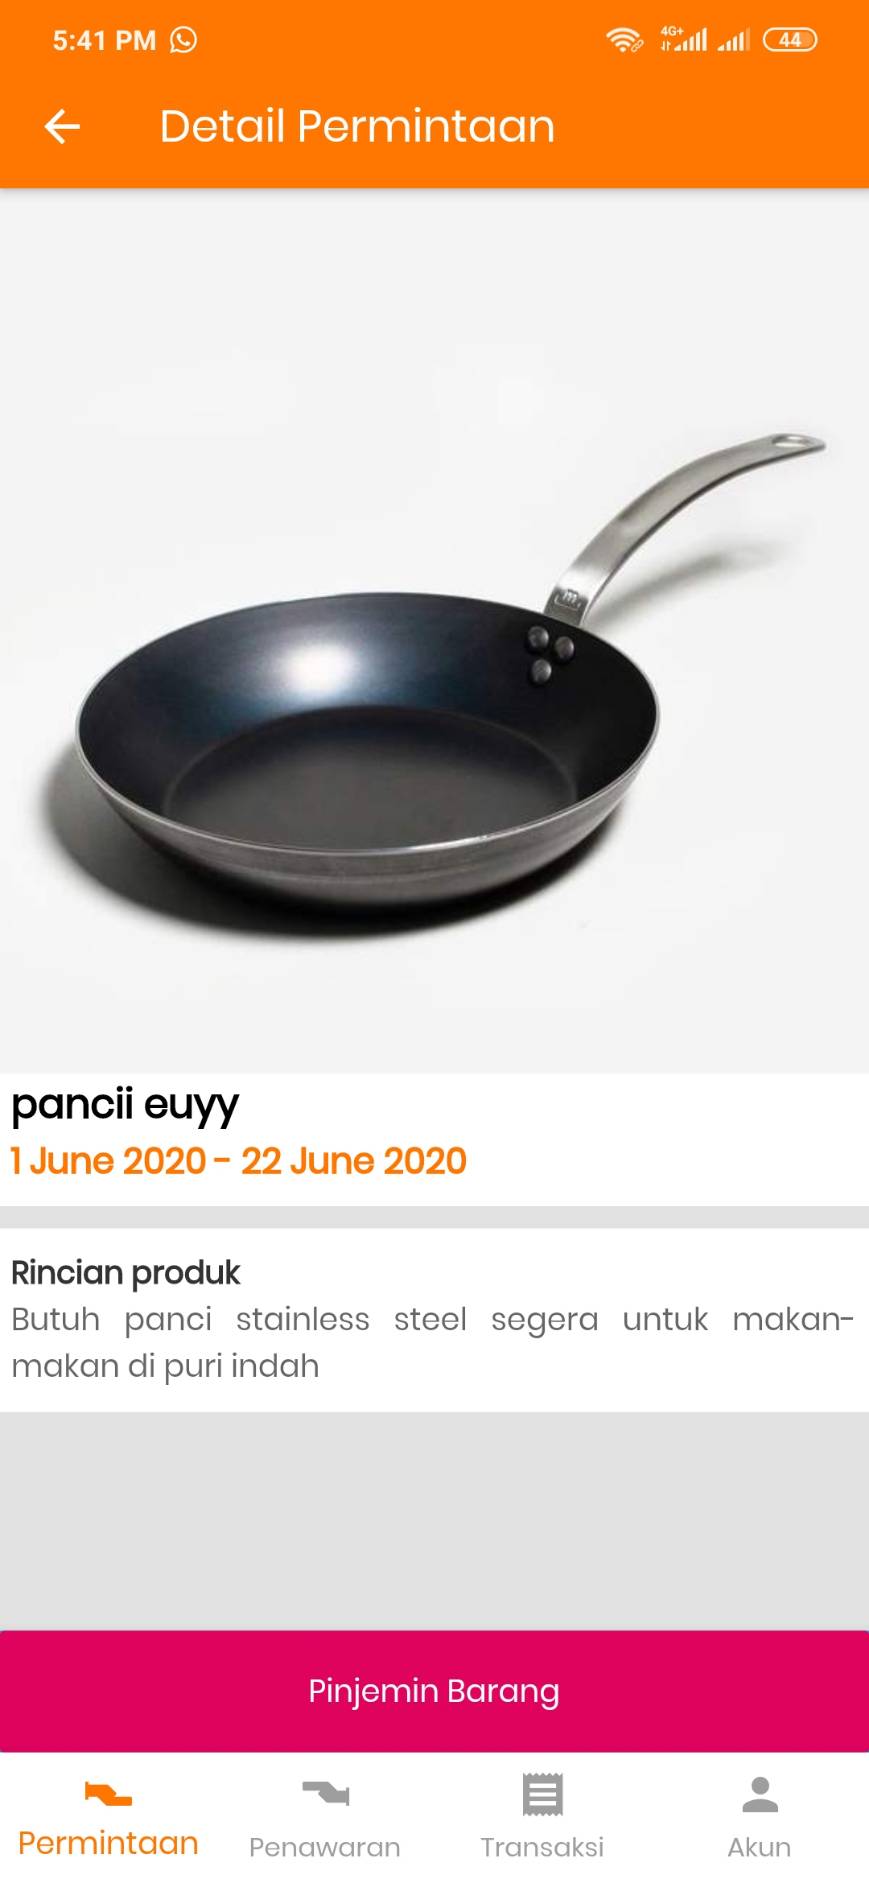 5:41 PM
4G+
44
Detail Permintaan
m
pancii euyy
1 June 2020 - 22 June 2020
Rincian produk
Butuh panci stainless steel segera untuk makan-
makan di puri indah
Pinjemin Barang
Permintaan
Penawaran
Transaksi
Akun